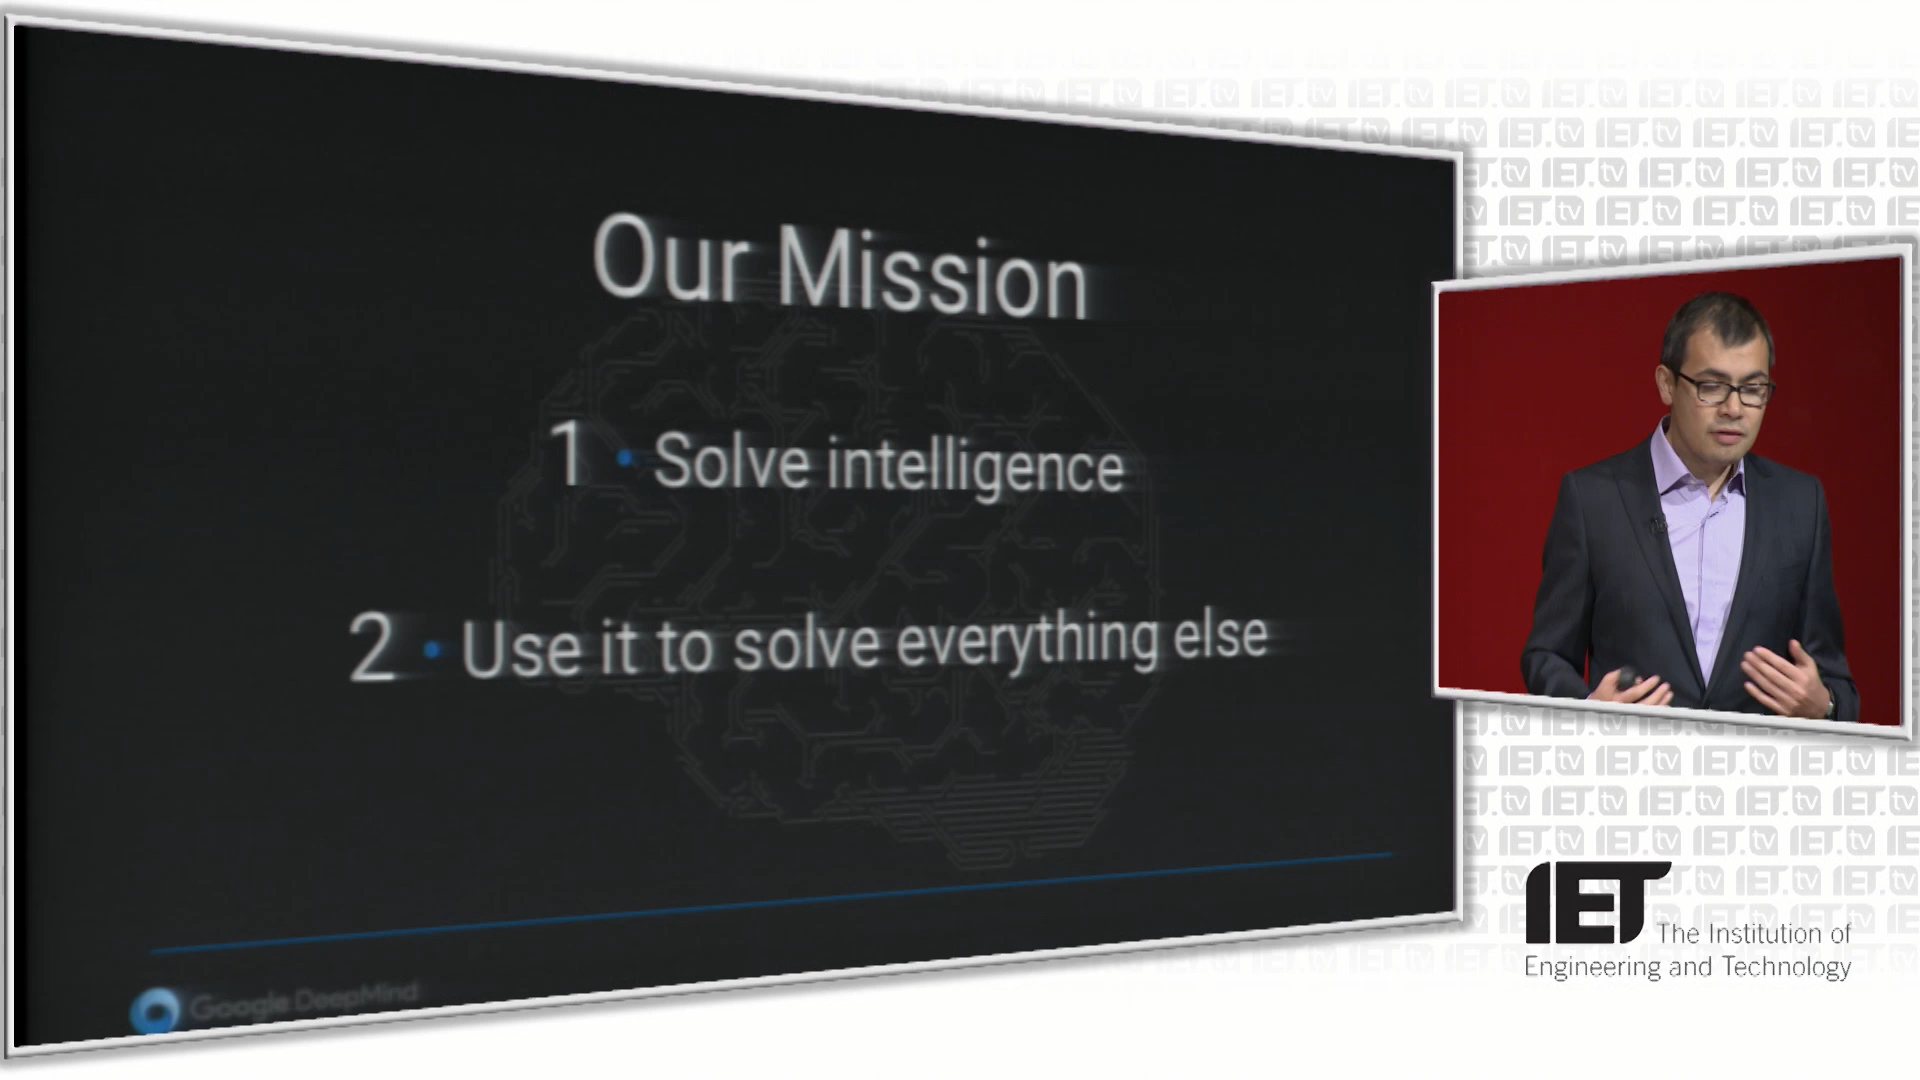 Our Mission
1 • Solve intelligence
2 • Use it to solve everything else
Google DeepMind
IET.tv
IET The Institution of
Engineering and Technology